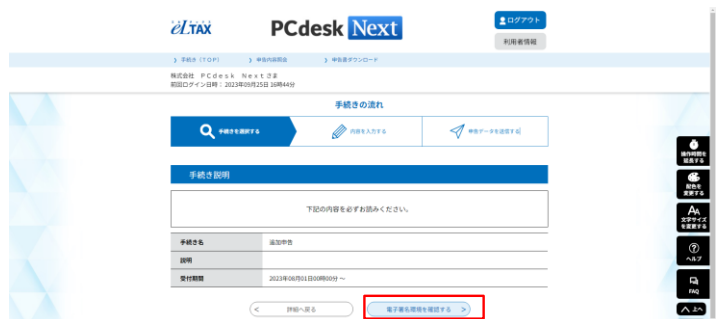 eLTAX
PCdesk Next
ログアウト
利用者情報
手続き（TOP） 申告内容照会 申告書ダウンロード
株式会社 PCdesk Nextさま
前回ログイン日時：2023年09月25日 16時44分
手続きの流れ
手続きを選択する
内容を入力する
申告データを送信する
手続き説明
下記の内容を必ずお読みください。
手続き名 追加申告
説明
受付期間 2023年06月01日00時00分 ～
< 詳細へ戻る
電子署名環境を確認する >
操作時間を
延長する
配色を
変更する
AA
文字サイズ
を変更する
?
ヘルプ
FAQ
上へ